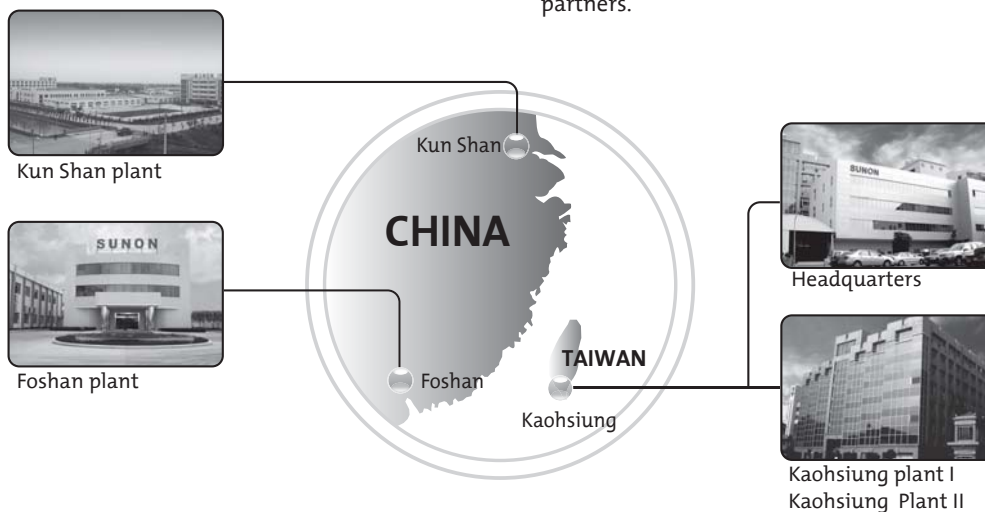 partners.
Kun Shan plant
Kun Shan
SUNON
CHINA
SUNON
Headquarters
Foshan plant
Foshan
TAIWAN
Kaohsiung
Kaohsiung plant I
Kaohsiung Plant II